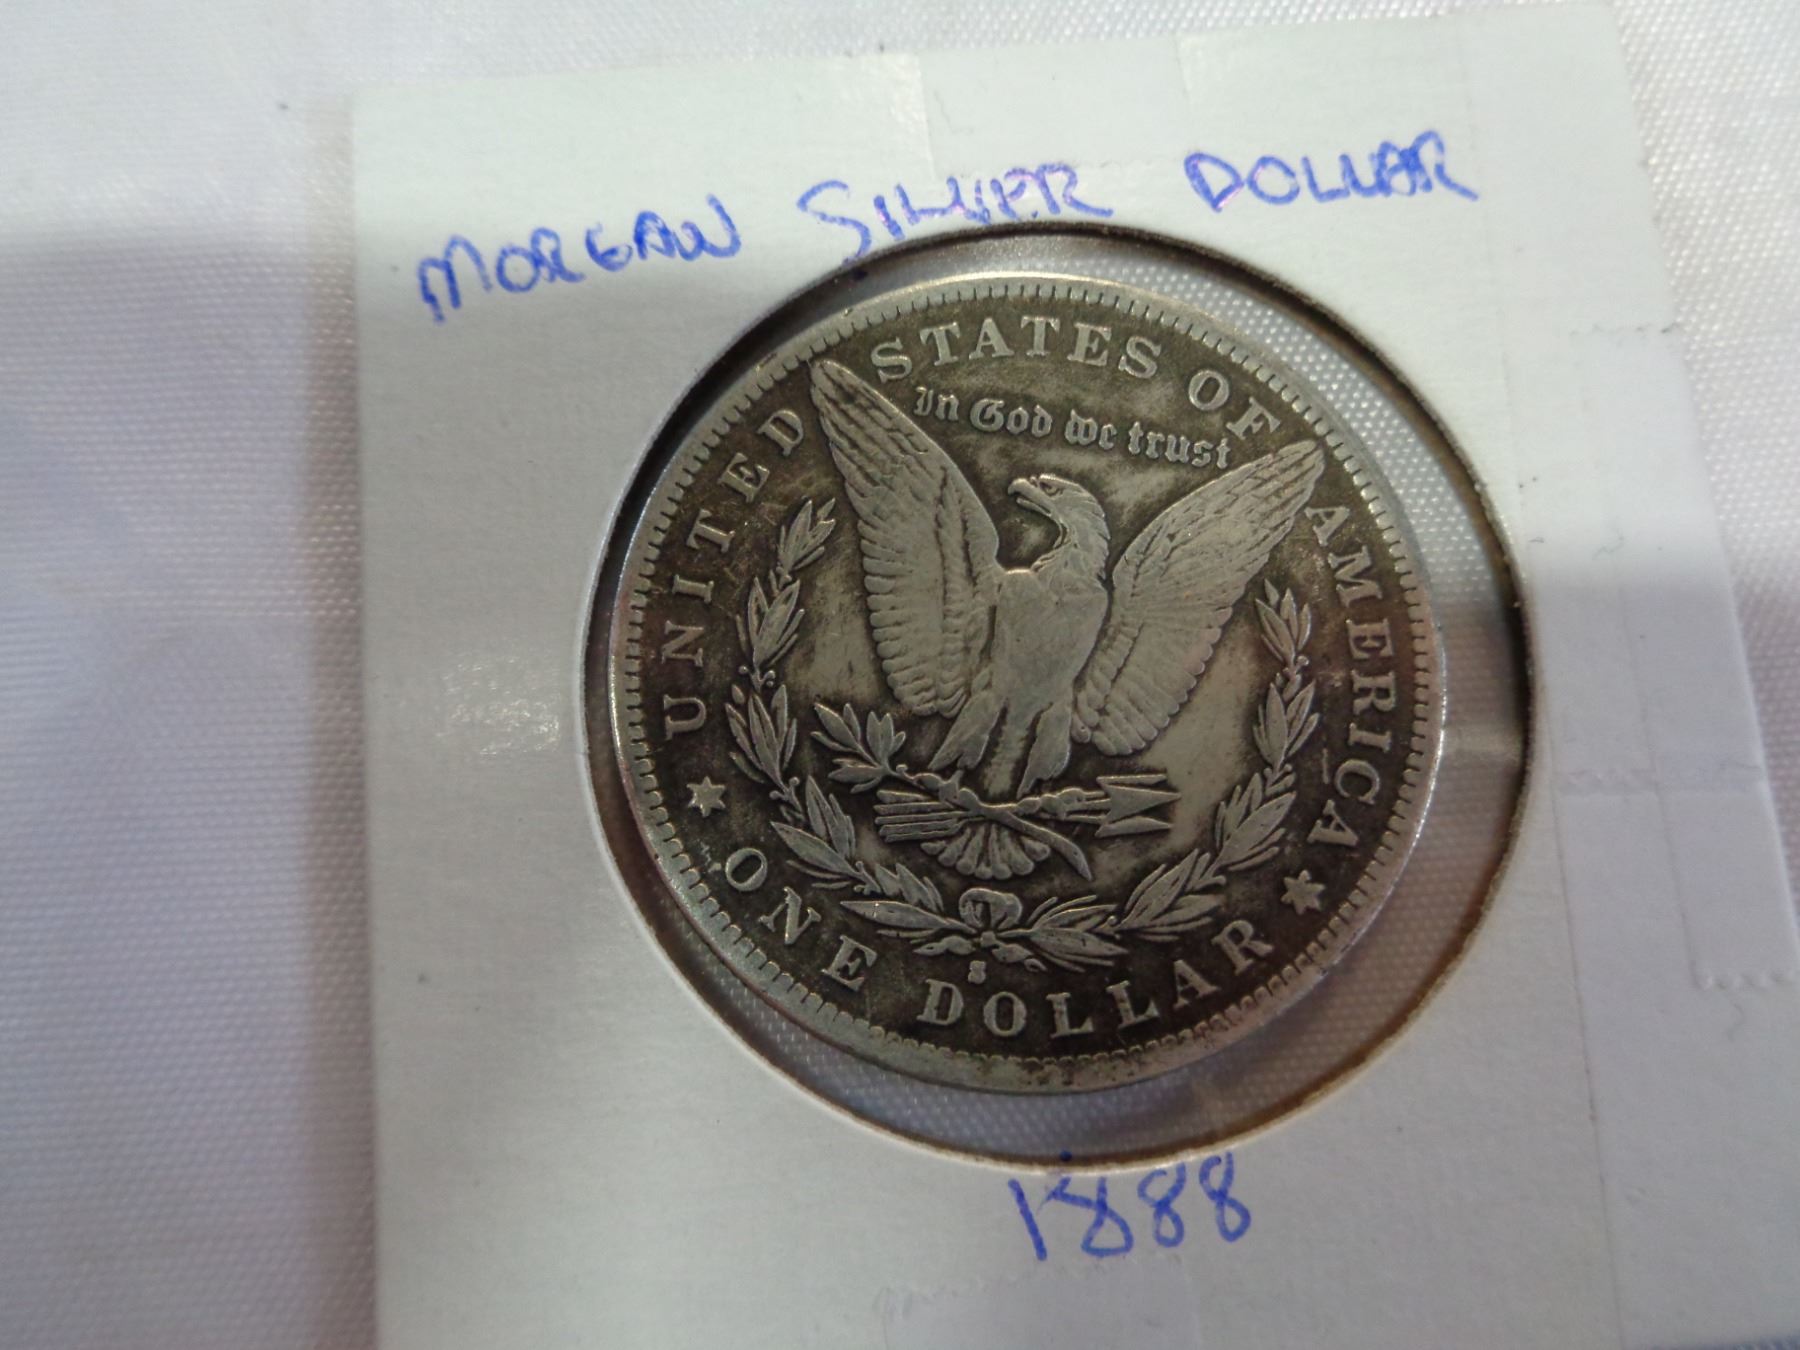 MORGAN SILVER DOLLAR
UNITED STATES OF AMERICA
In God we trust
S
ONE DOLLAR
1888